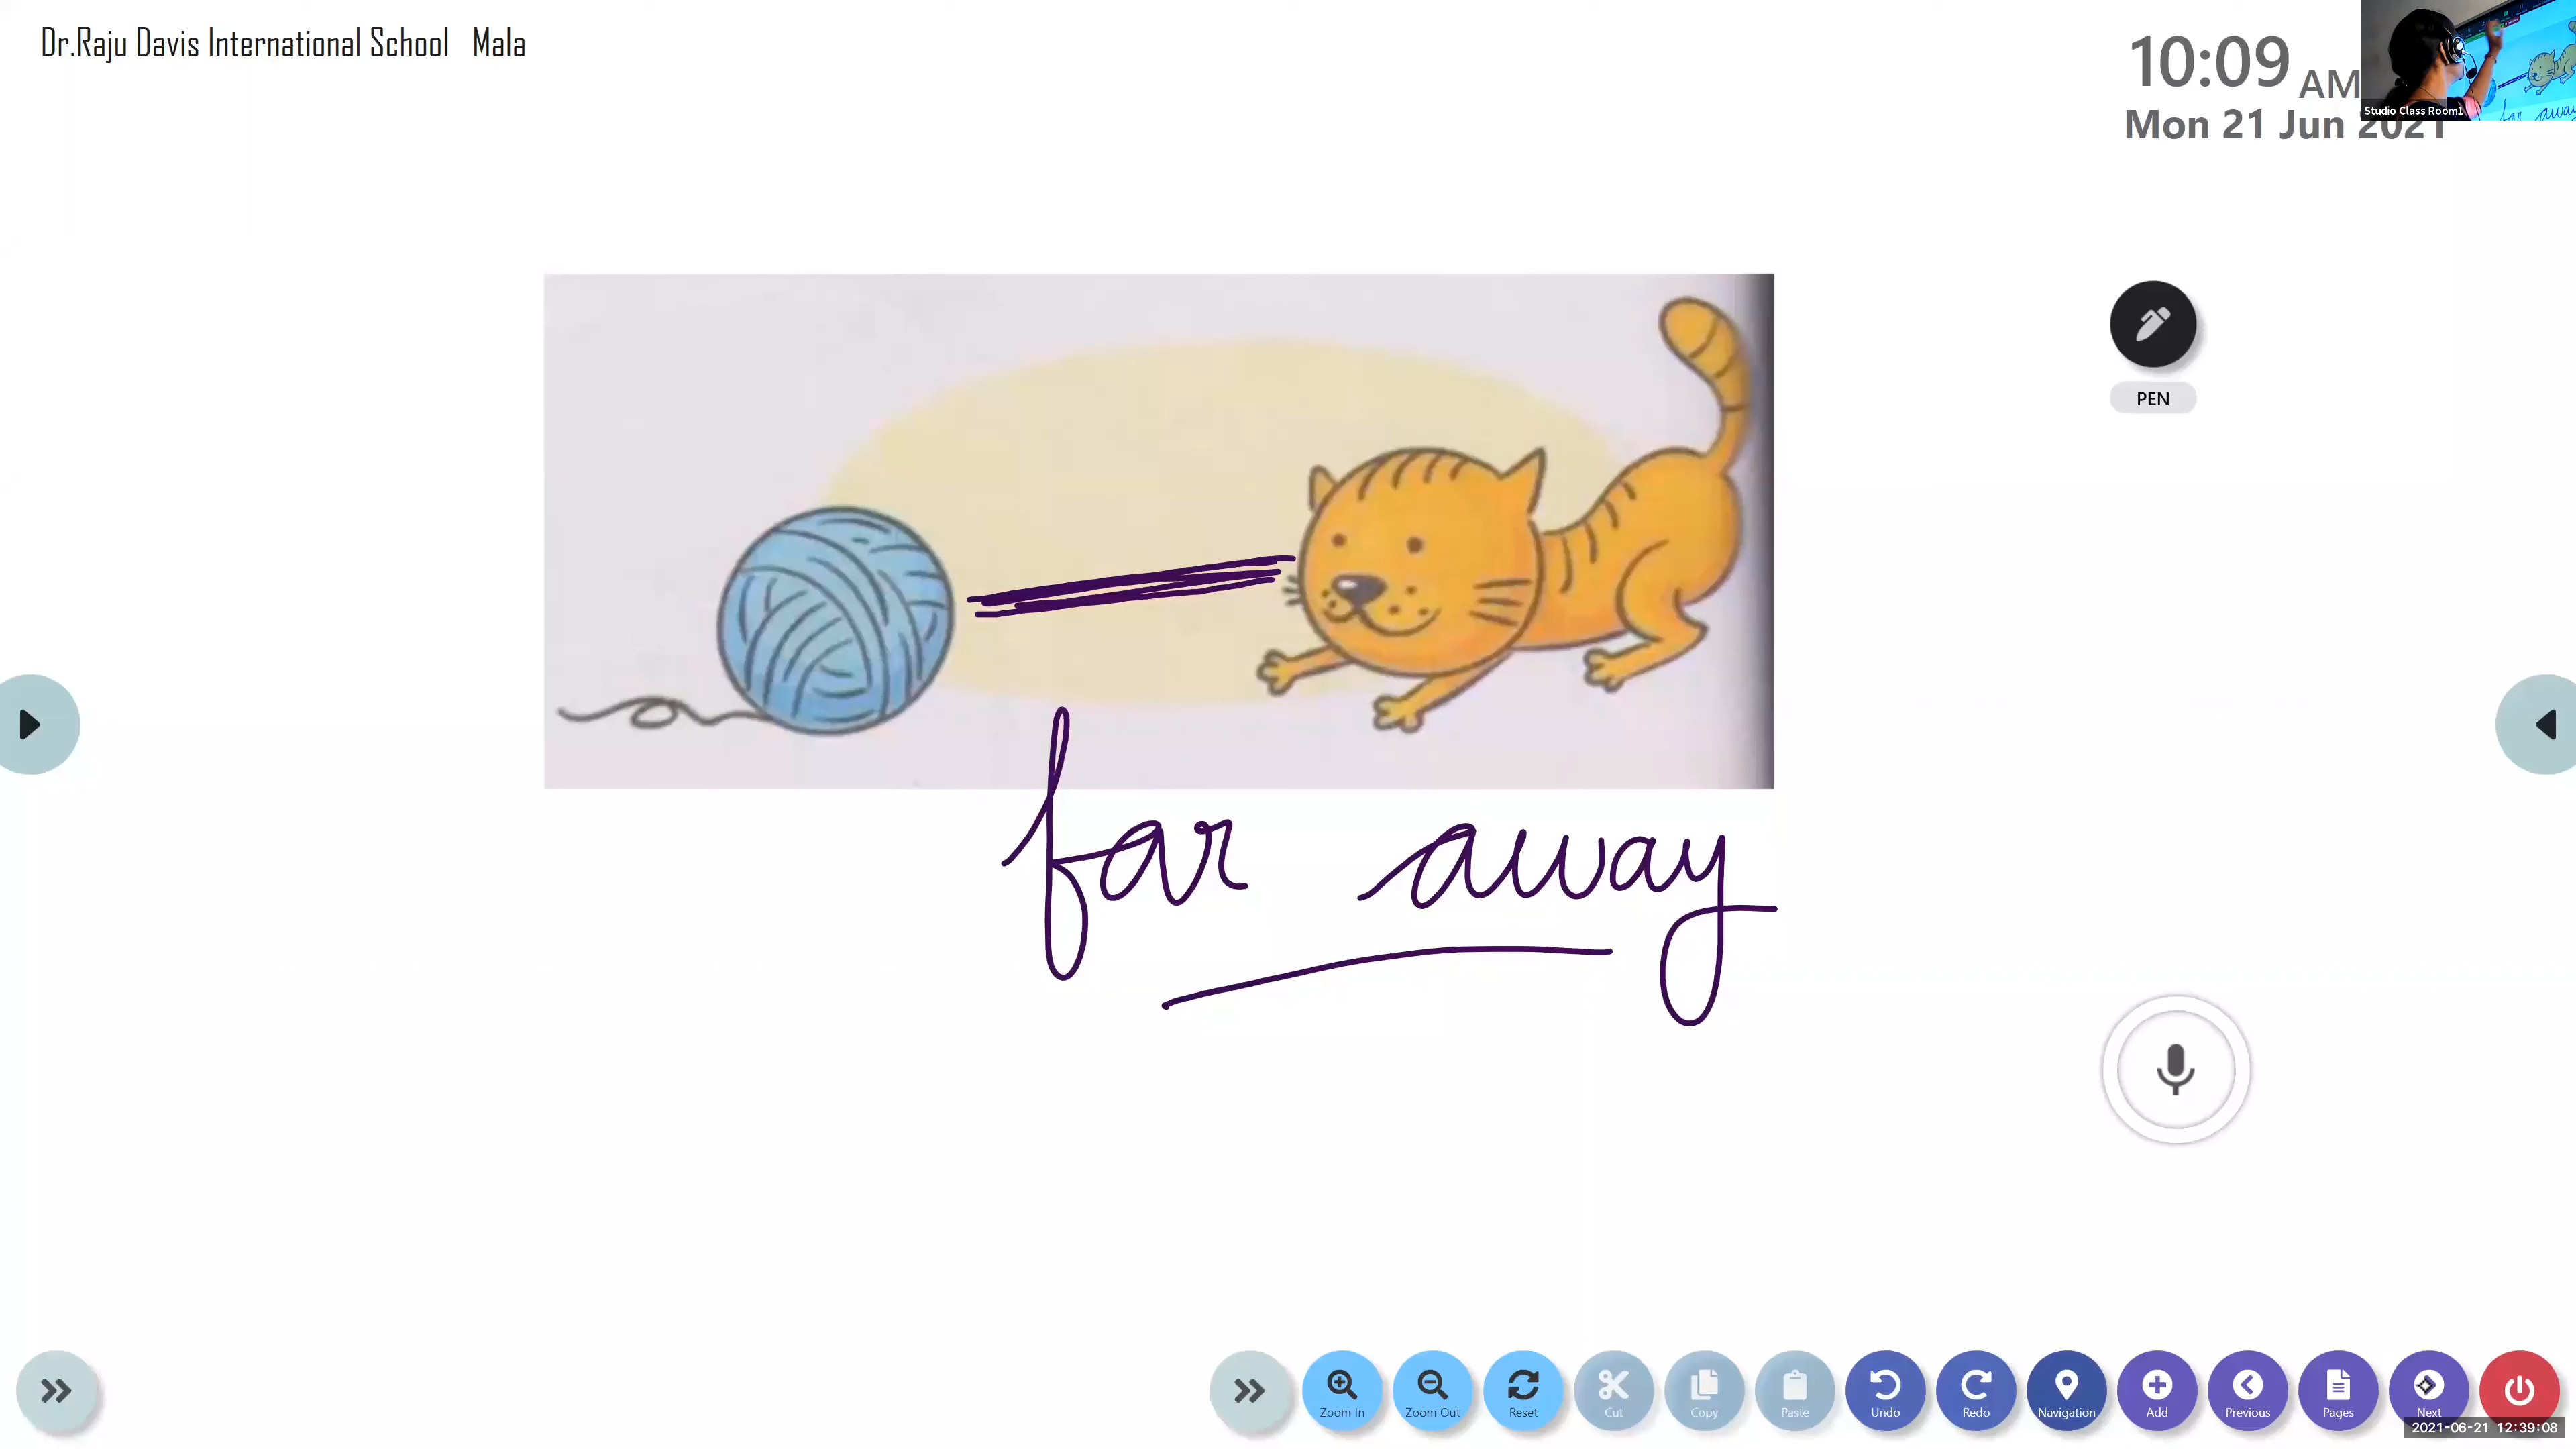 Dr.Raju Davis International School Mala
10:09 AM
Mon 21 Jun 2021
Studio Class Room1
far away
PEN
far away
Zoom In Zoom Out Reset Cut Copy Paste Undo Redo Navigation Add Previous Pages Next
2021-06-21 12:39:08